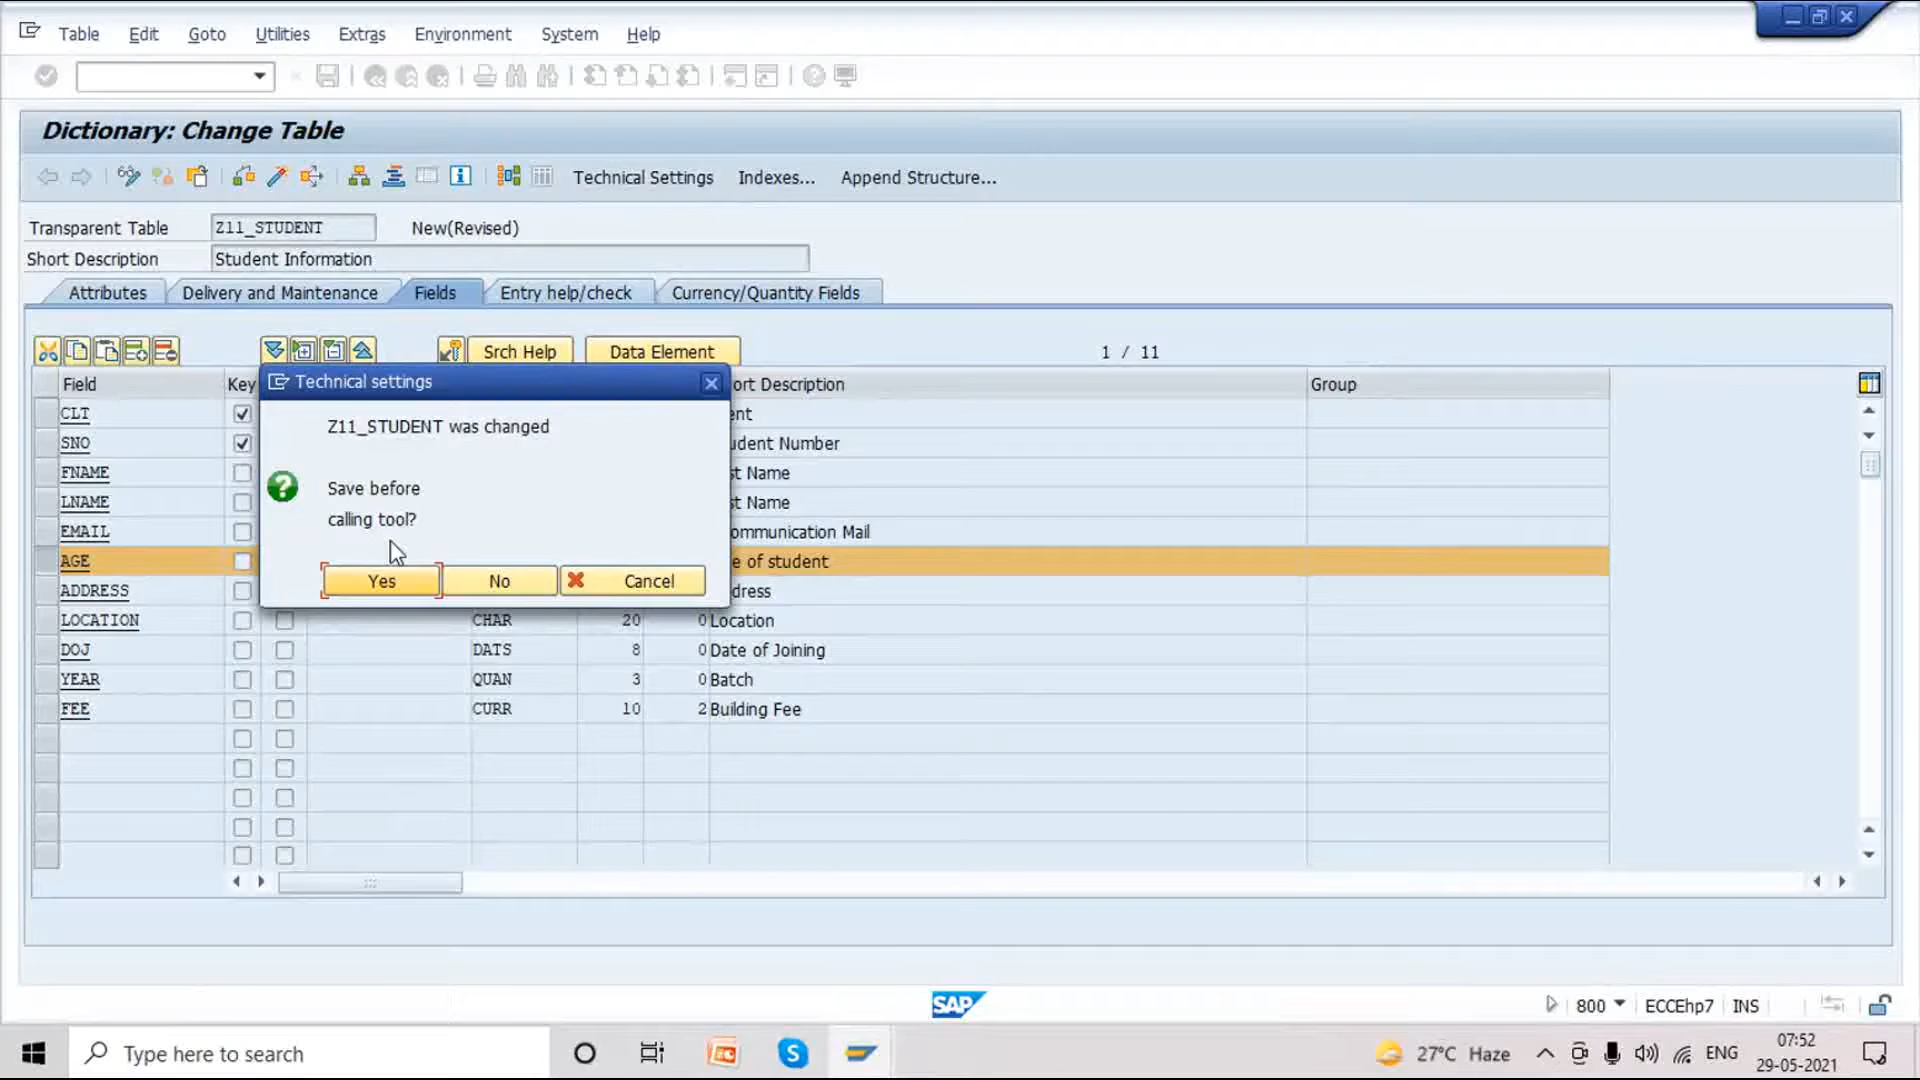 Table Edit Goto Utilities Extras Environment System Help
Dictionary: Change Table
Technical Settings Indexes... Append Structure...
Transparent Table Z11_STUDENT New(Revised)
Short Description Student Information
Attributes Delivery and Maintenance Fields Entry help/check Currency/Quantity Fields
Srch Help Data Element 1 / 11
Field Key ort Description Group
CLT ent
SNO udent Number
FNAME st Name
LNAME st Name
EMAIL ommunication Mail
AGE e of student
ADDRESS dress
LOCATION CHAR 20 0 Location
DOJ DATS 8 0 Date of Joining
YEAR QUAN 3 0 Batch
FEE CURR 10 2 Building Fee
Technical settings
Z11_STUDENT was changed
Save before
calling tool?
Yes No Cancel
SAP 800 ECCEhp7 INS
Type here to search
27°C Haze ENG
07:52
29-05-2021